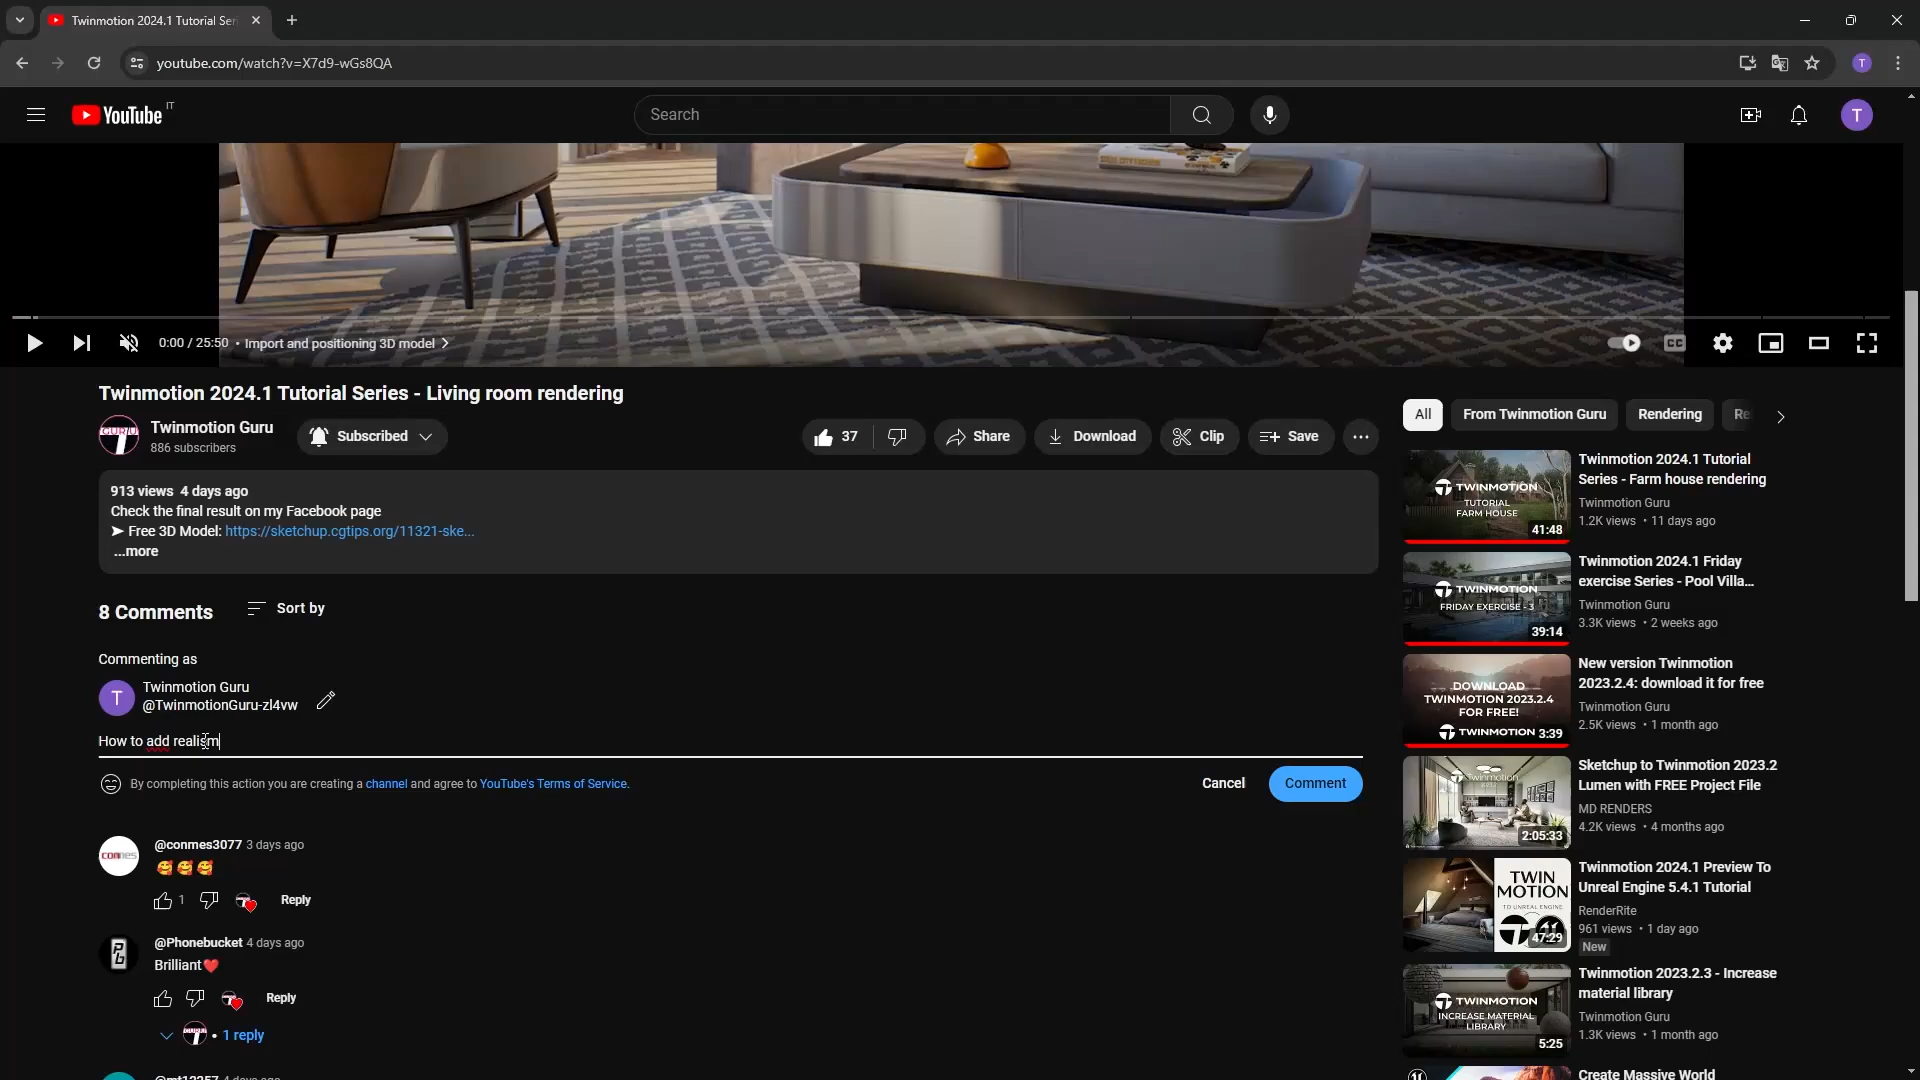 Twinmotion 2024.1 Tutorial Ser
youtube.com/watch?v=X7d9-wGs8QA
T
YouTube IT
Search
T
0:00 / 25:50 • Import and positioning 3D model
CC
Twinmotion 2024.1 Tutorial Series - Living room rendering
GURU
Twinmotion Guru
886 subscribers
Subscribed
37
Share
Download
Clip
Save
913 views 4 days ago
Check the final result on my Facebook page
➤ Free 3D Model: https://sketchup.cgtips.org/11321-ske...
...more
8 Comments
Sort by
Commenting as
T
Twinmotion Guru
@TwinmotionGuru-zl4vw
How to add realism
By completing this action you are creating a channel and agree to YouTube's Terms of Service.
Cancel
Comment
conmes
@conmes3077 3 days ago
🥰🥰🥰
1
Reply
@Phonebucket 4 days ago
Brilliant❤️
Reply
• 1 reply
4 days ago
All
From Twinmotion Guru
Rendering
Re
TWINMOTION
TUTORIAL
FARM HOUSE
41:48
Twinmotion 2024.1 Tutorial
Series - Farm house rendering
Twinmotion Guru
1.2K views • 11 days ago
TWINMOTION
FRIDAY EXERCISE - 3
39:14
Twinmotion 2024.1 Friday
exercise Series - Pool Villa...
Twinmotion Guru
3.3K views • 2 weeks ago
DOWNLOAD
TWINMOTION 2023.2.4
FOR FREE!
TWINMOTION
3:39
New version Twinmotion
2023.2.4: download it for free
Twinmotion Guru
2.5K views • 1 month ago
Twinmotion
2:05:33
Sketchup to Twinmotion 2023.2
Lumen with FREE Project File
MD RENDERS
4.2K views • 4 months ago
TWIN
MOTION
TO UNREAL ENGINE
47:29
Twinmotion 2024.1 Preview To
Unreal Engine 5.4.1 Tutorial
RenderRite
961 views • 1 day ago
New
TWINMOTION
INCREASE MATERIAL
LIBRARY
5:25
Twinmotion 2023.2.3 - Increase
material library
Twinmotion Guru
1.3K views • 1 month ago
Create Massive World